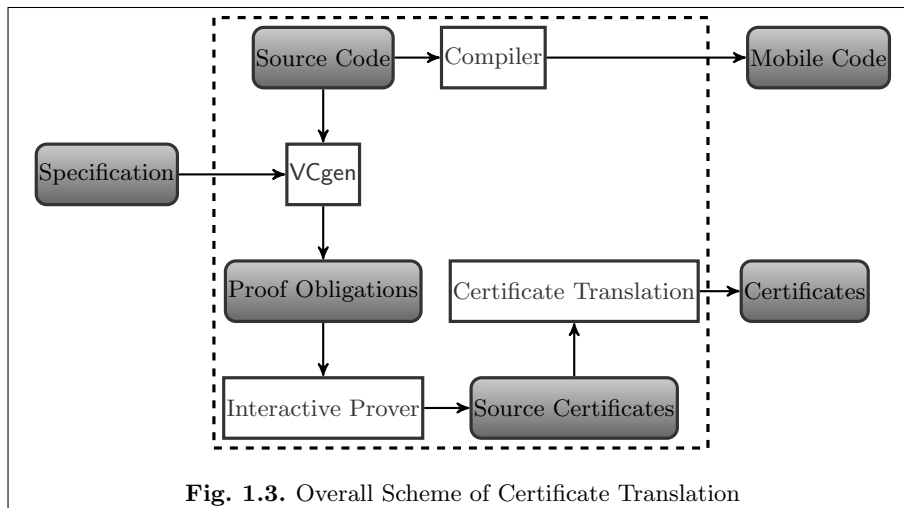 Source Code
Compiler
Mobile Code
Specification
VCgen
Proof Obligations
Certificate Translation
Certificates
Interactive Prover
Source Certificates
Fig. 1.3. Overall Scheme of Certificate Translation